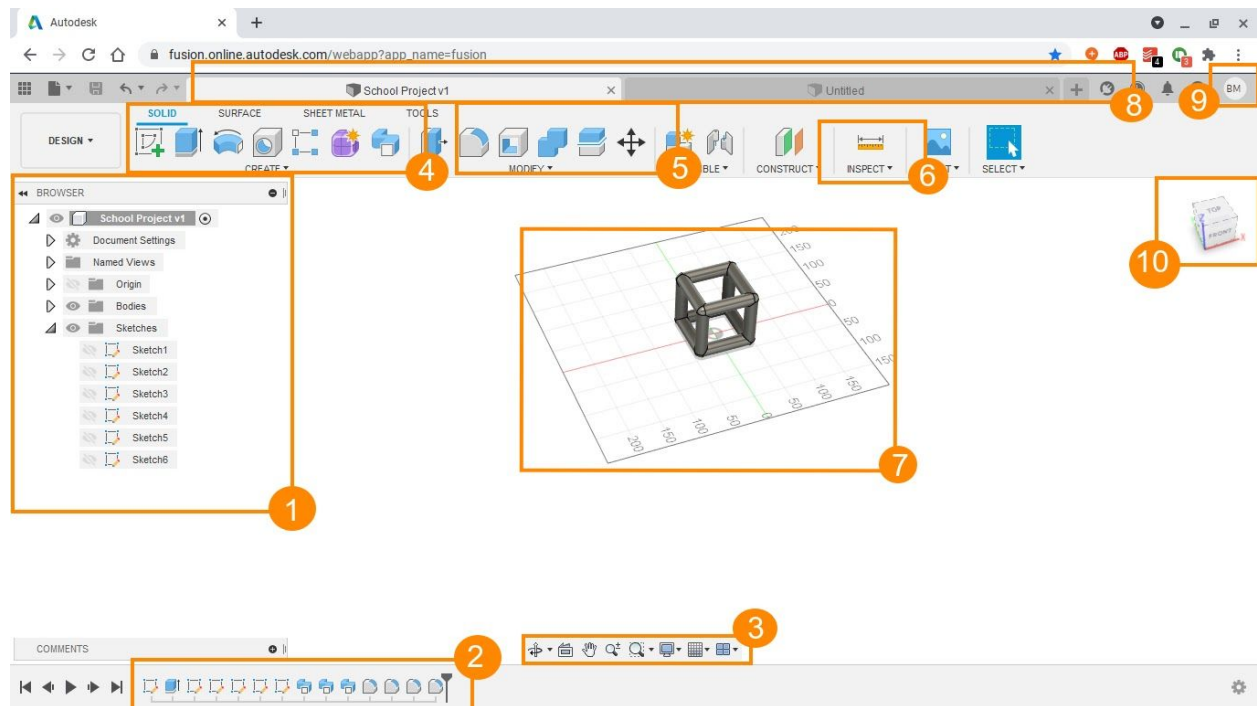 Autodesk
fusion.online.autodesk.com/webapp?app_name=fusion
ABP
4
3
School Project v1
Untitled
8
9
BM
SOLID
SURFACE
SHEET METAL
TOOLS
DESIGN
CREATE
4
MODIFY
5
BLE
CONSTRUCT
INSPECT
6
T
SELECT
BROWSER
School Project v1
Document Settings
Named Views
Origin
Bodies
Sketches
Sketch1
Sketch2
Sketch3
Sketch4
Sketch5
Sketch6
1
TOP
FRONT
10
200
150
100
50
0
50
100
150
200
150
100
50
0
50
100
150
7
COMMENTS
2
3